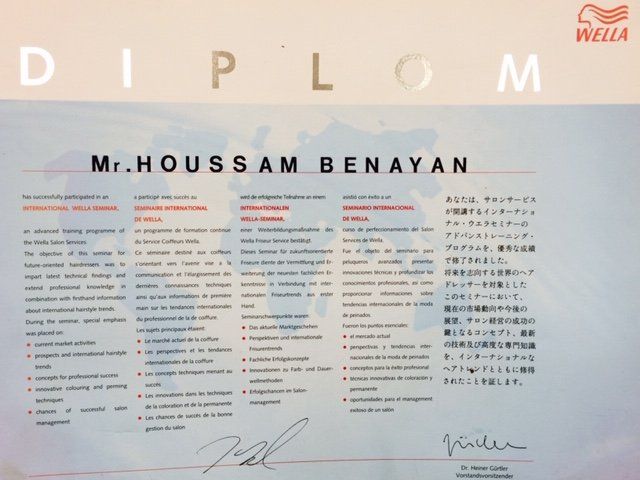 WELLA
DIPLOM
Mr. HOUSSAM BENAYAN
has successfully participated in an
INTERNATIONAL WELLA SEMINAR,
an advanced training programme of
the Wella Salon Services
The objective of this seminar for
future-oriented hairdressers was to
impart latest technical findings and
extend professional knowledge in
combination with firsthand information
about international hairstyle trends.
During the seminar, special emphasis
was placed on:
• current market activities
• prospects and international hairstyle
trends
• concepts for professional success
• innovative colouring and perming
techniques
• chances of successful salon
management
a participé avec succès au
SEMINAIRE INTERNATIONAL
DE WELLA,
un programme de formation continue
du Service Coiffeurs Wella.
Ce séminaire destiné aux coiffeurs
s'orientant vers l'avenir vise a la
communication et l'élargissement des
dernières connaissances techniques
ainsi qu'aux informations de première
main sur les tendances internationales
du professionnel de la de coiffure.
Les sujets principaux étaient:
• Le marché actuel de la coiffure
• Les perspectives et les tendances
internationales de la coiffure
• Les concepts techniques menant au
succès
• Les innovations dans les techniques
de la coloration et de la permanente
• Les chances de succès de la bonne
gestion du salon
wird die erfolgreiche Teilnahme an einem
INTERNATIONALEN
WELLA-SEMINAR,
einer Weiterbildungsmaßnahme des
Wella Friseur Service bestätigt.
Dieses Seminar für zukunftsorientierte
Friseure diente der Vermittlung und Er-
weiterung der neuesten fachlichen Er-
kenntnisse in Verbindung mit inter-
nationalen Friseurtrends aus erster
Hand.
Seminarschwerpunkte waren:
• Das aktuelle Marktgeschehen
• Perspektiven und internationale
Friseurtrends
• Fachliche Erfolgskonzepte
• Innovationen zu Farb- und Dauer-
wellmethoden
• Erfolgschancen im Salon-
management
asistió con éxito a un
SEMINARIO INTERNACIONAL
DE WELLA,
curso de perfeccionamiento del Salon
Services de Wella.
Fue el objeto del seminario para
peluqueros avanzados presentar
innovaciones técnicas y profundizar los
conocimientos profesionales, así como
proporcionar informaciones sobre
tendencias internacionales de la moda
de peinados.
Fueron los puntos esenciales:
• el mercado actual
• perspectivas y tendencias inter-
nacionales de la moda de peinados
• conceptos para la éxito profesional
• técnicas innovativas de coloración y
permanente
• oportunidades para el management
exitoso de un salón
あなたは、サロンサービス
が開講するインターナショ
ナル・ウエラセミナーの
アドバンストレーニング・
プログラムを、優秀な成績
で修了されました。
将来を志向する世界のヘア
ドレッサーを対象とした
このセミナーにおいて、
現在の市場動向や今後の
展望、サロン経営の成功の
鍵となるコンセプト、最新
の技術及び高度な専門知識
を、インターナショナルな
ヘアトレンドとともに修得
されたことを証します。
Dr. Heiner Gürtler
Vorstandsvorsitzender